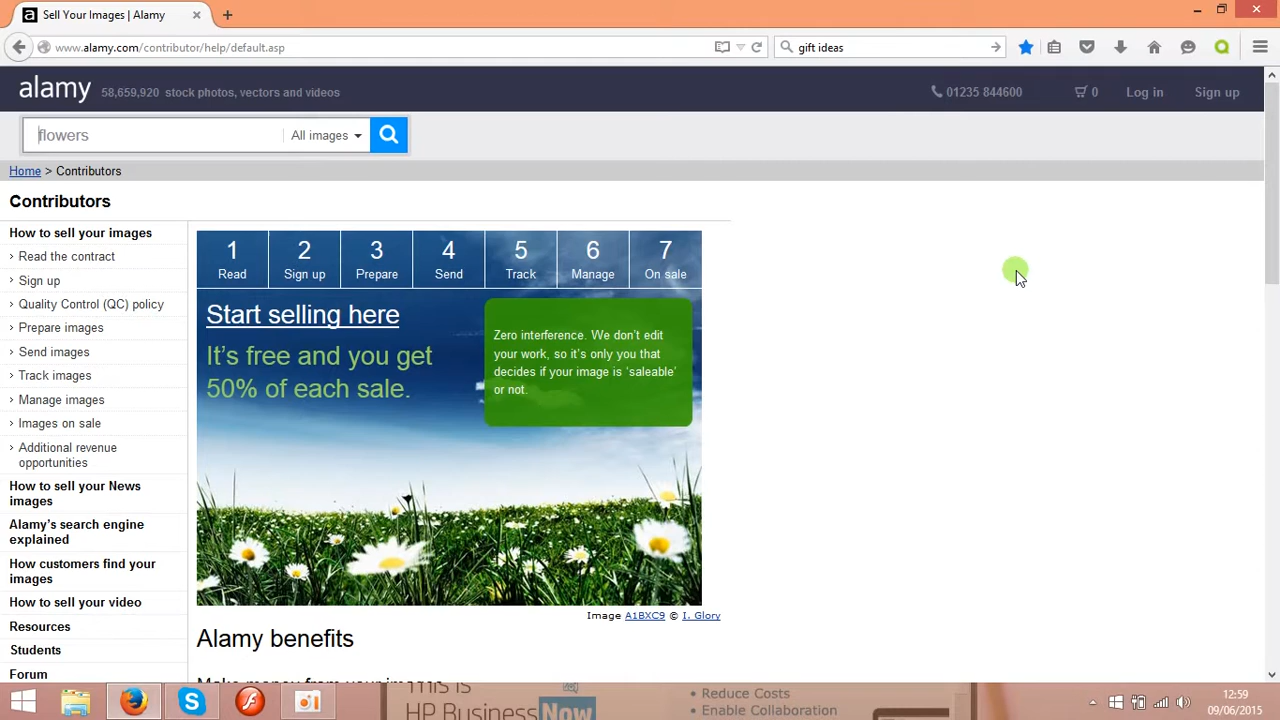 Sell Your Images | Alamy
www.alamy.com/contributor/help/default.asp
gift ideas
alamy 58,659,920 stock photos, vectors and videos
01235 844600 0 Log in Sign up
flowers All images
Home > Contributors
Contributors
How to sell your images
> Read the contract
> Sign up
> Quality Control (QC) policy
> Prepare images
> Send images
> Track images
> Manage images
> Images on sale
> Additional revenue
opportunities
How to sell your News
images
Alamy's search engine
explained
How customers find your
images
How to sell your video
Resources
Students
Forum
1 2 3 4 5 6 7
Read Sign up Prepare Send Track Manage On sale
Start selling here
It's free and you get
50% of each sale.
Zero interference. We don't edit
your work, so it's only you that
decides if your image is 'saleable'
or not.
Image A1BXC9 © I. Glory
Alamy benefits
Make money from your images
This is
HP Business Now
• Reduce Costs
• Enable Collaboration
12:59
09/06/2015